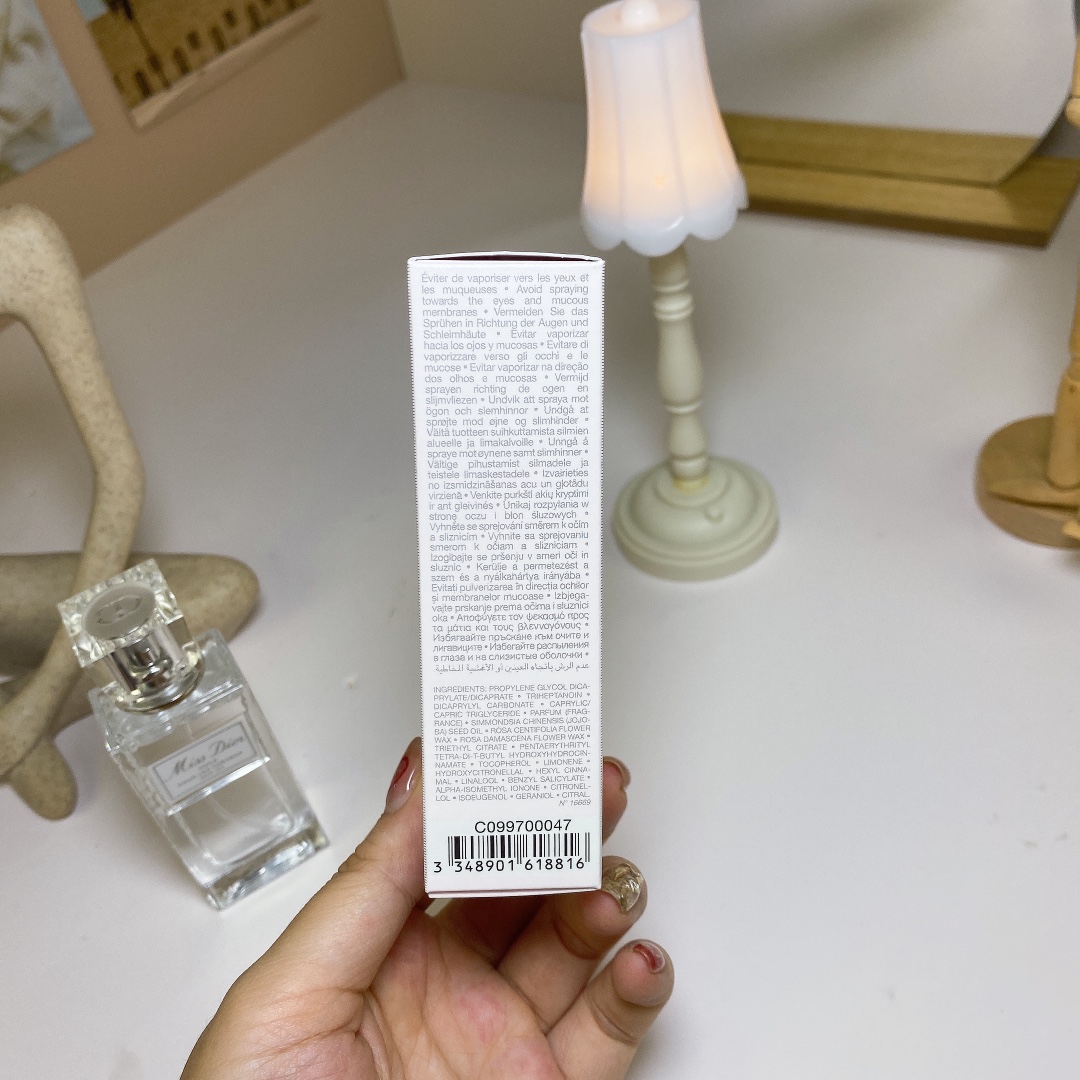 Éviter de vaporiser vers les yeux et
les muqueuses • Avoid spraying
towards the eyes and mucous
membranes • Vermeiden Sie das
Sprühen in Richtung der Augen und
Schleimhäute • Evitar vaporizar
hacia los ojos y mucosas • Evitare di
vaporizzare verso gli occhi e le
mucose • Evitar vaporizar na direção
dos olhos e mucosas • Vermijd
sprayen richting de ogen en
slijmvliezen • Undvik att spraya mot
ögon och slemhinnor • Undgå at
sprøjte mod øjne og slimhinder •
Vältä tuotteen suihkuttamista silmien
alueelle ja limakalvoille • Unngå å
spraye mot øynene samt slimhinner •
Vältige pihustamist silmadele ja
teistele limaskestadele • Izvairieties
no izsmidzināšanas acu un gļotādu
virzienā • Venkite purkšti akių kryptimi
ir ant gleivinės • Unikaj rozpylania w
stronę oczu i błon śluzowych •
Vyhněte se sprejování směrem k očím
a sliznicím • Vyhnite sa sprejovaniu
smerom k očiam a slizniciam •
Izogibajte se pršenju v smeri oči in
sluznic • Kerülje a permetezést a
szem és a nyálkahártya irányába •
Evitați pulverizarea în direcția ochilor
și membranelor mucoase • Izbjega-
vajte prskanje prema očima i sluznici
oka • Αποφύγετε τον ψεκασμό προς
τα μάτια και τους βλεννογόνους •
Избягвайте пръскане към очите и
лигавиците • Избегайте распыления
в глаза и на слизистые оболочки •
عدم الرش باتجاه العينين أو الأغشية المخاطية
INGREDIENTS: PROPYLENE GLYCOL DICA-
PRYLATE/DICAPRATE • TRIHEPTANOIN •
DICAPRYLYL CARBONATE • CAPRYLIC/
CAPRIC TRIGLYCERIDE • PARFUM (FRAG-
RANCE) • SIMMONDSIA CHINENSIS (JOJO-
BA) SEED OIL • ROSA CENTIFOLIA FLOWER
WAX • ROSA DAMASCENA FLOWER WAX •
TRIETHYL CITRATE • PENTAERYTHRITYL
TETRA-DI-T-BUTYL HYDROXYHYDROCIN-
NAMATE • TOCOPHEROL • LIMONENE •
HYDROXYCITRONELLAL • HEXYL CINNA-
MAL • LINALOOL • BENZYL SALICYLATE •
ALPHA-ISOMETHYL IONONE • CITRONEL-
LOL • ISOEUGENOL • GERANIOL • CITRAL.
N° 16669
C099700047
3 348901 618816
Miss Dior